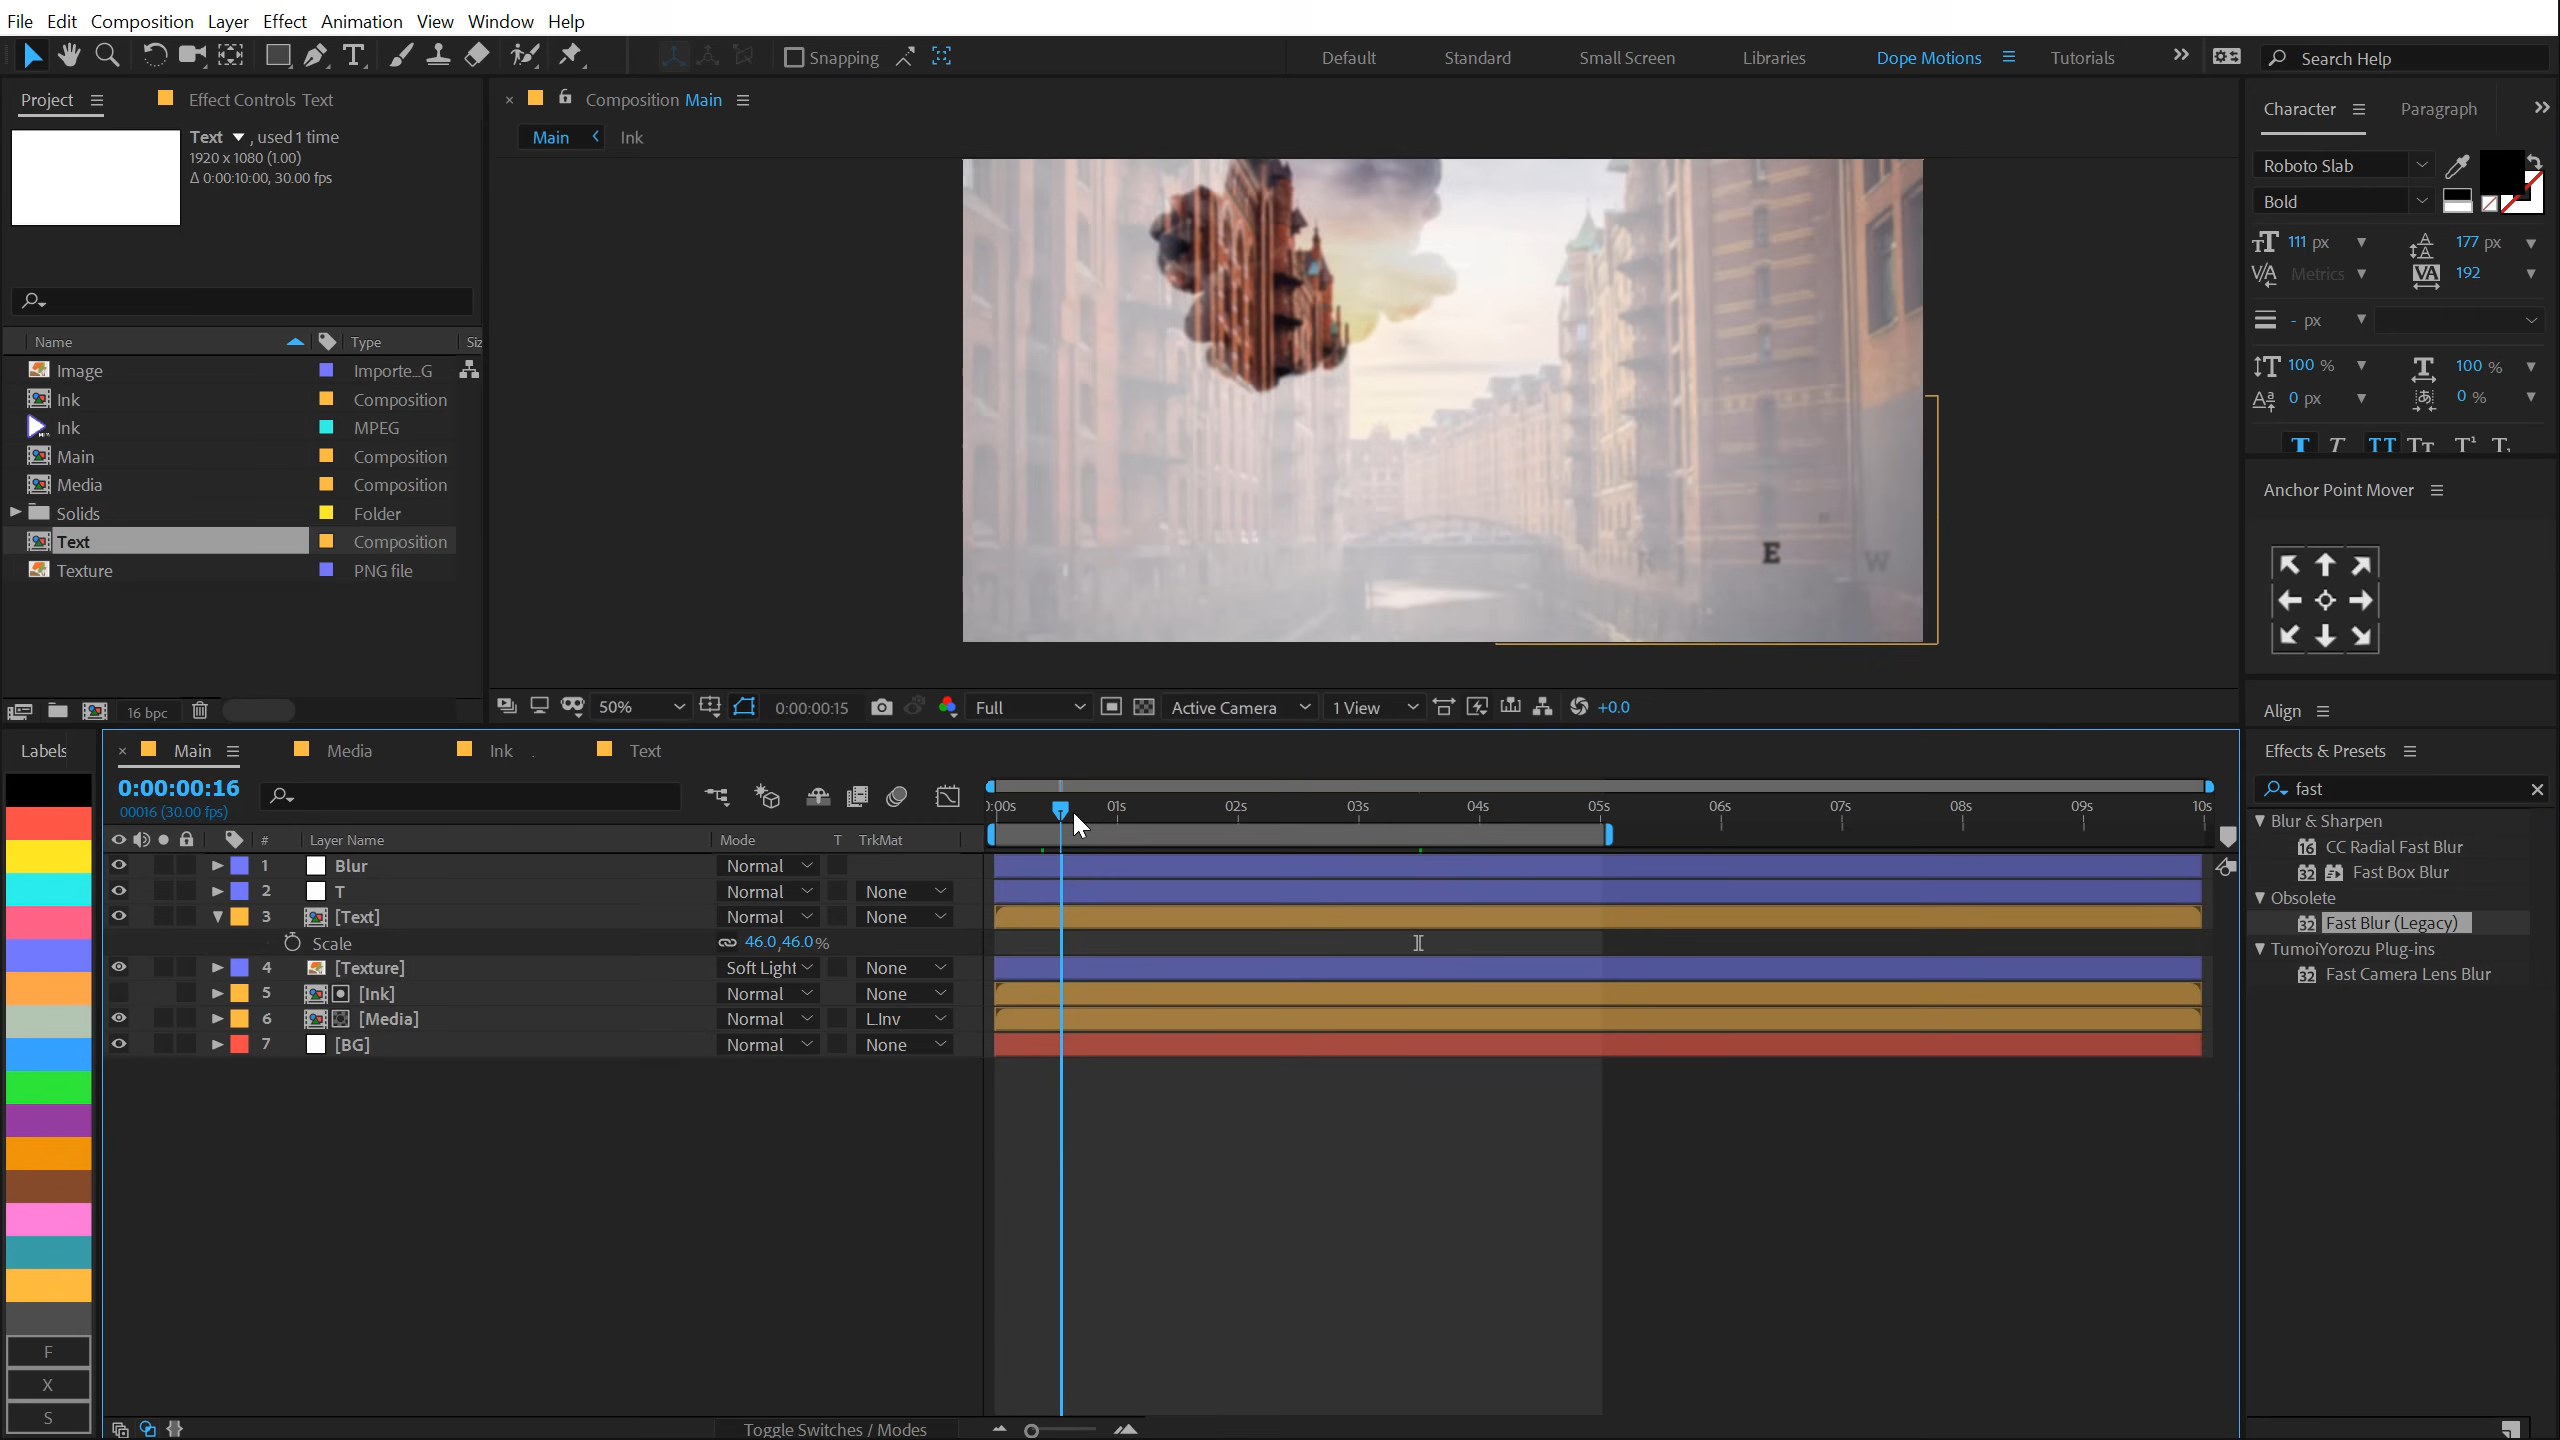 File Edit Composition Layer Effect Animation View Window Help
Snapping Default Standard Small Screen Libraries Dope Motions Tutorials Search Help
Project Effect Controls Text
Text , used 1 time
1920 x 1080 (1.00)
Δ 0:00:10:00, 30.00 fps
Name Type Siz
Image Importe...G
Ink Composition
Ink MPEG
Main Composition
Media Composition
Solids Folder
Text Composition
Texture PNG file
16 bpc
Composition Main
Main Ink
E W
50% 0:00:00:15 Full Active Camera 1 View +0.0
Character Paragraph
Roboto Slab
Bold
111 px 177 px
Metrics 192
- px
100 % 100 %
0 px 0 %
T T TT Tт T¹ T,
Anchor Point Mover
Align
Effects & Presets
fast
Blur & Sharpen
CC Radial Fast Blur
Fast Box Blur
Obsolete
Fast Blur (Legacy)
TumoiYorozu Plug-ins
Fast Camera Lens Blur
Labels
F
X
S
Main Media Ink Text
0:00:00:16
00016 (30.00 fps)
0:00s 01s 02s 03s 04s 05s 06s 07s 08s 09s 10s
# Layer Name Mode T TrkMat
1 Blur Normal
2 T Normal None
3 [Text] Normal None
Scale 46.0,46.0%
4 [Texture] Soft Light None
5 [Ink] Normal None
6 [Media] Normal L.Inv
7 [BG] Normal None
Toggle Switches / Modes